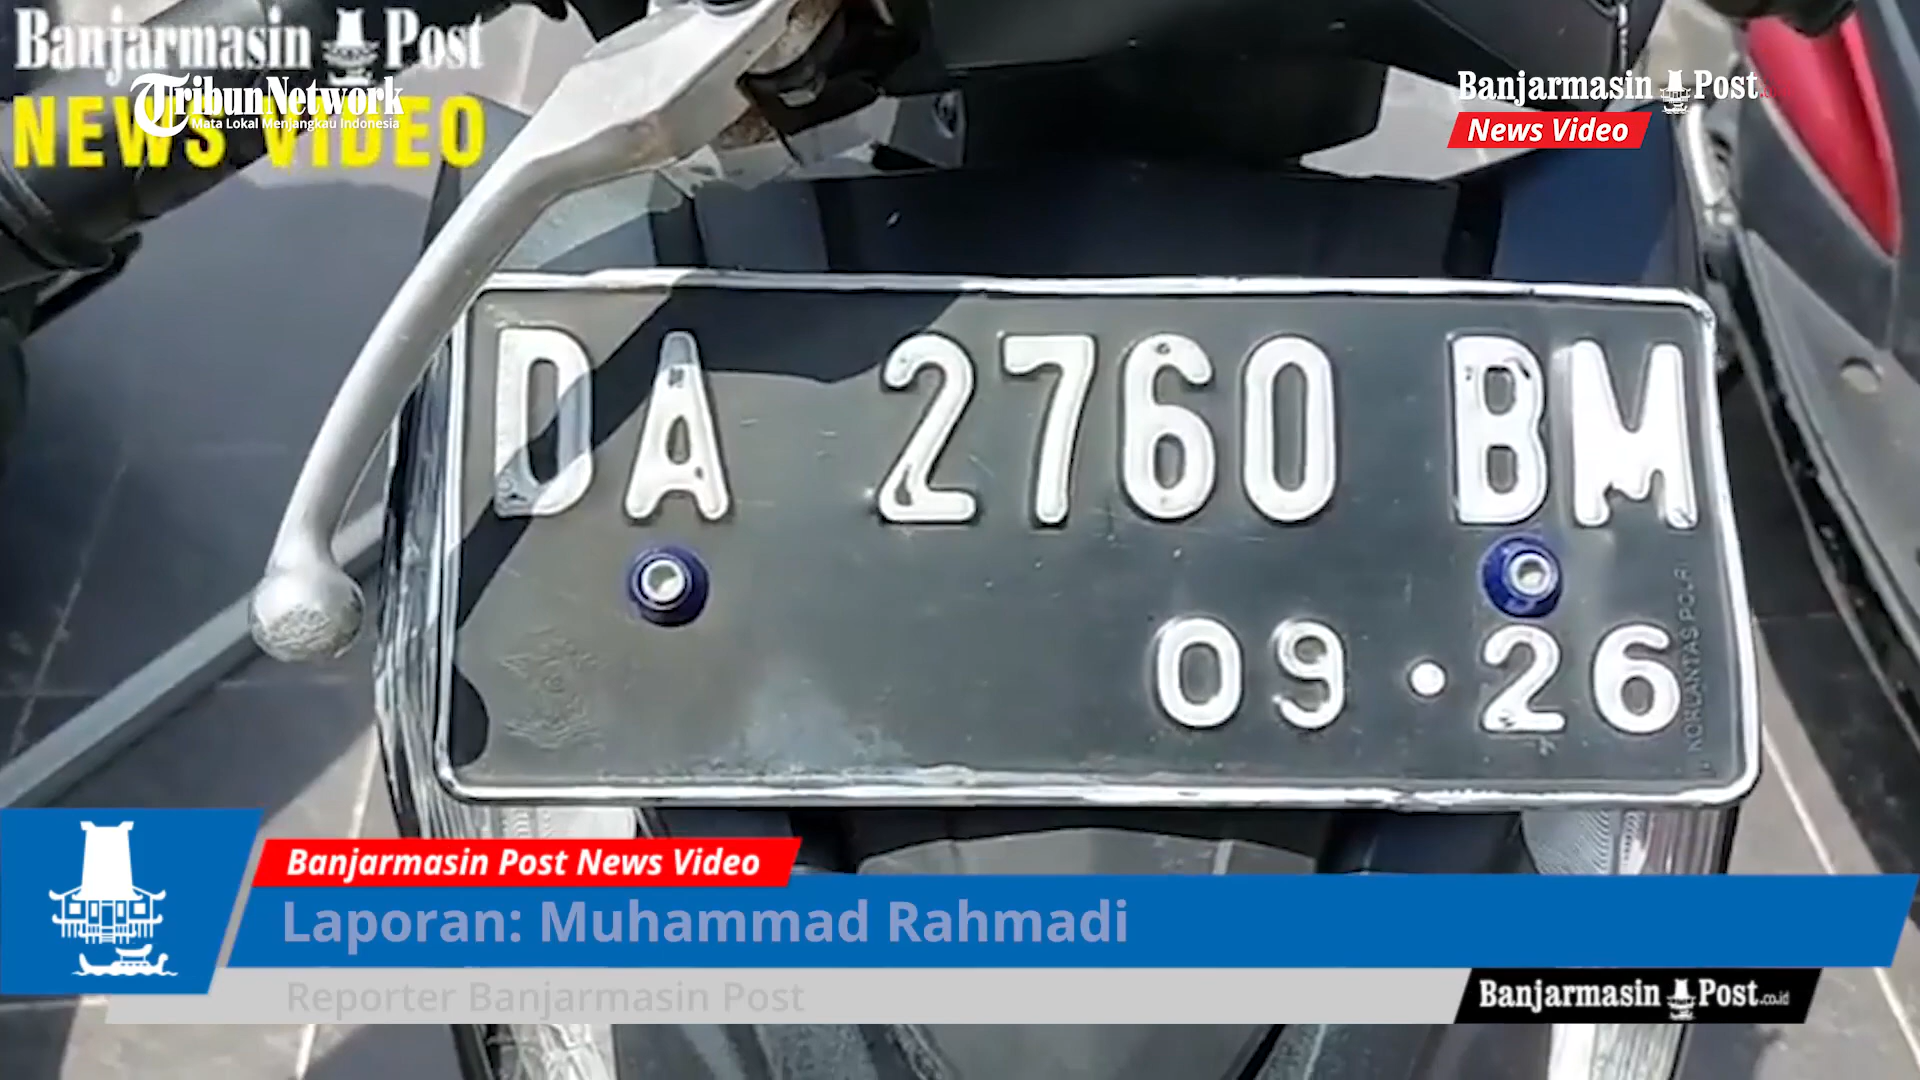 Banjarmasin Post
NEWS VIDEO
TribunNetwork
Mata Lokal Menjangkau Indonesia
Banjarmasin Post
News Video
DA 2760 BM
09 · 26
KORLANTAS POLRI
Banjarmasin Post News Video
Laporan: Muhammad Rahmadi
Reporter Banjarmasin Post
Banjarmasin Post.co.id